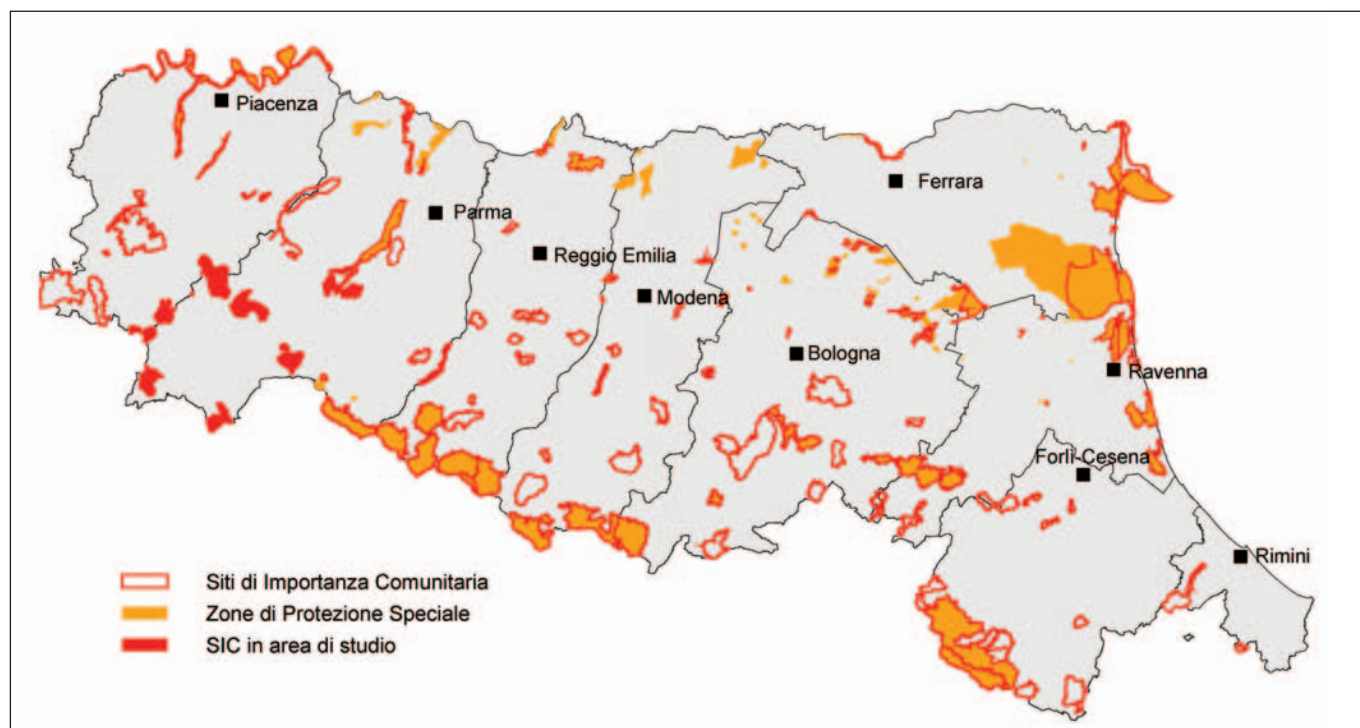 Piacenza
Ferrara
Parma
Reggio Emilia
Modena
Bologna
Ravenna
Forlì-Cesena
Rimini
Siti di Importanza Comunitaria
Zone di Protezione Speciale
SIC in area di studio